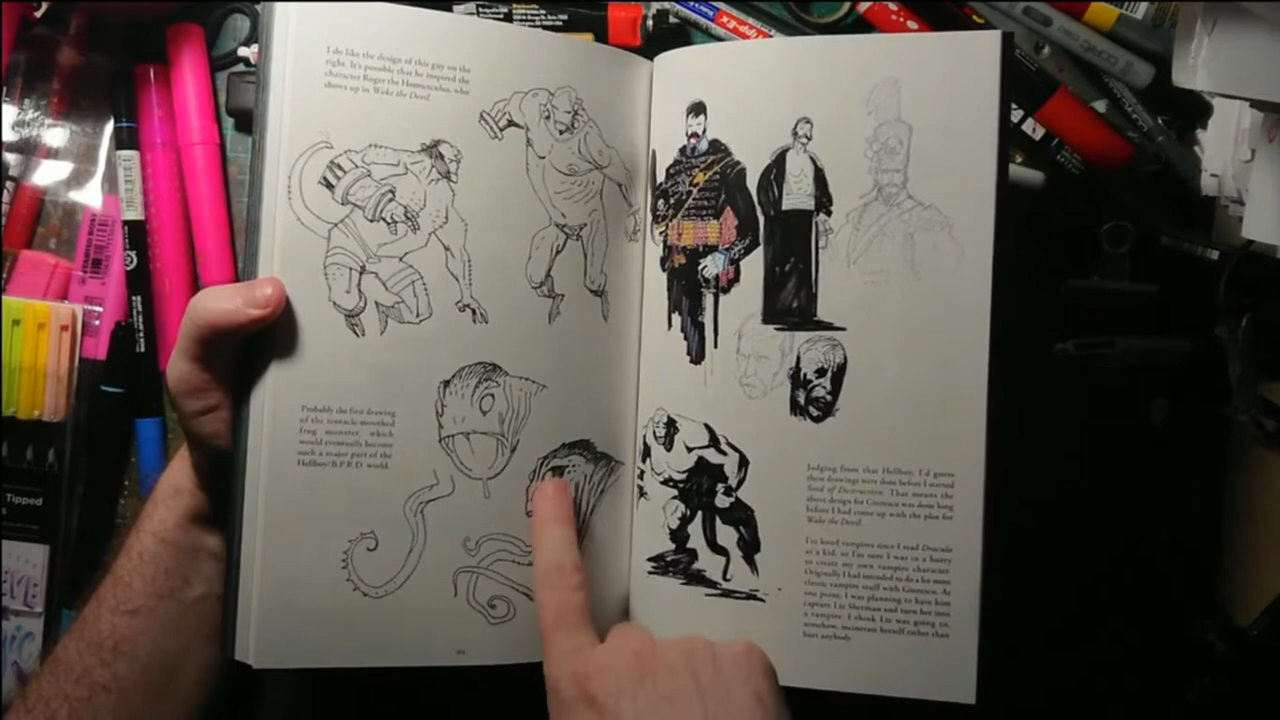 I do like the design of this guy on the
right. It's possible that he inspired the
character Roger the Homunculus, who
shows up in Wake the Devil.
Probably the first drawing
of the tentacle-mouthed
frog monster, which
would eventually become
such a major part of the
Hellboy/B.P.R.D. world.
Judging from that Hellboy, I'd guess
these drawings were done before I started
Seed of Destruction. That means the
above design for Giurescu was done long
before I had come up with the plot for
Wake the Devil.
I've loved vampires since I read Dracula
as a kid, so I'm sure I was in a hurry
to create my own vampire character.
Originally I had intended to do a lot more
classic vampire stuff with Giurescu. At
one point, I was planning to have him
capture Liz Sherman and turn her into
a vampire. I think Liz was going to,
somehow, incinerate herself rather than
hurt anybody.
Tipp-Ex
STABILO BOSS
Tipped
COPIC